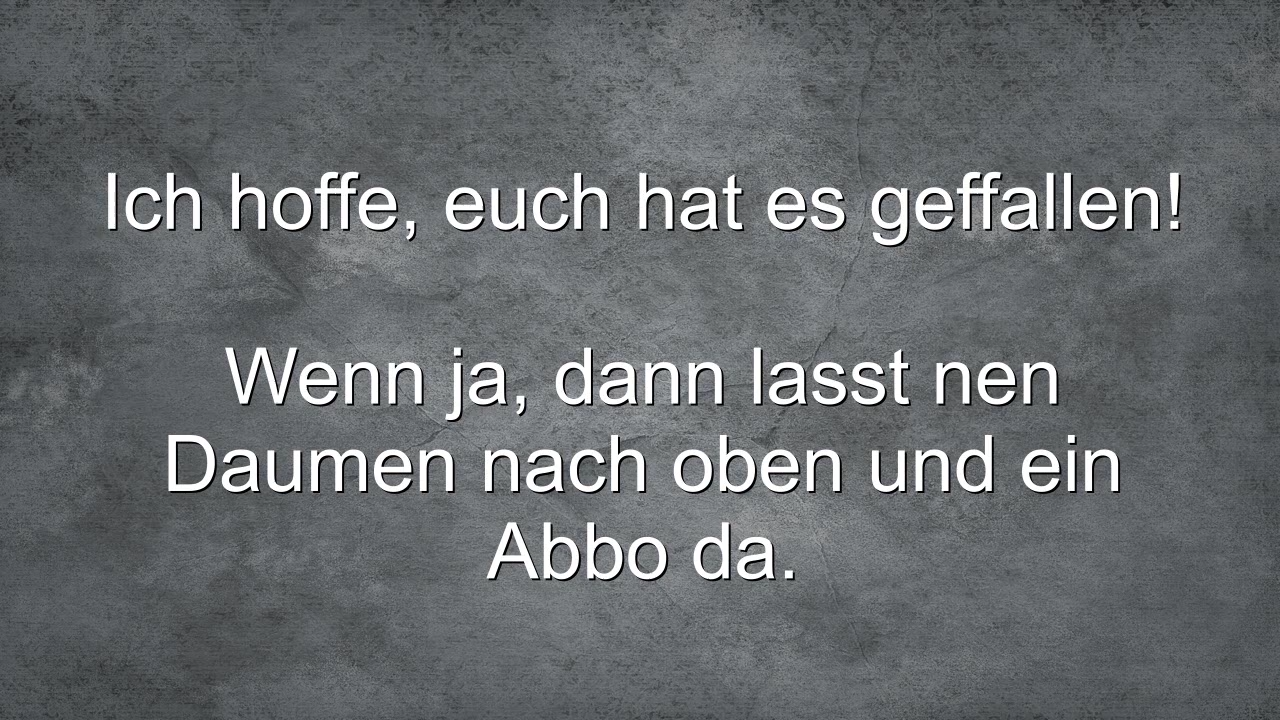 Ich hoffe, euch hat es geffallen!
Wenn ja, dann lasst nen
Daumen nach oben und ein
Abbo da.